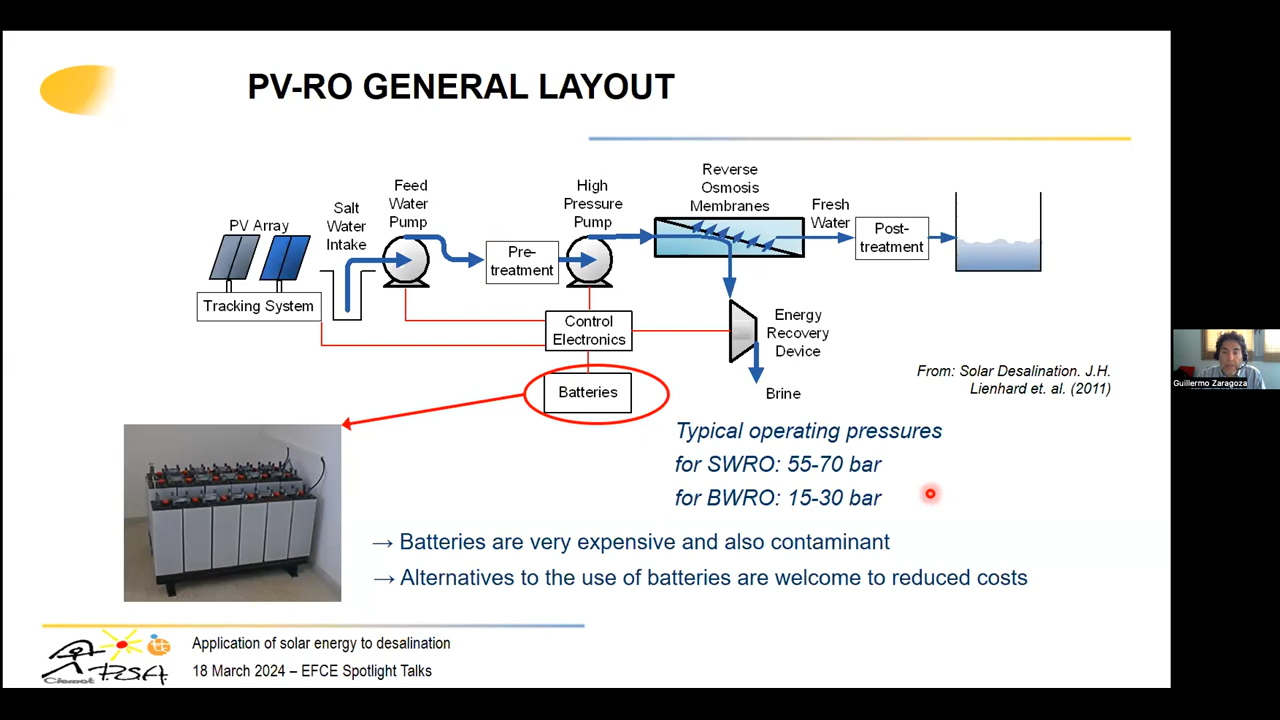 PV-RO GENERAL LAYOUT
PV Array
Tracking System
Salt
Water
Intake
Feed
Water
Pump
Pre-
treatment
High
Pressure
Pump
Reverse
Osmosis
Membranes
Fresh
Water
Post-
treatment
Control
Electronics
Batteries
Energy
Recovery
Device
Brine
From: Solar Desalination. J.H.
Lienhard et. al. (2011)
Typical operating pressures
for SWRO: 55-70 bar
for BWRO: 15-30 bar
→ Batteries are very expensive and also contaminant
→ Alternatives to the use of batteries are welcome to reduced costs
Ciemat
PSA
Application of solar energy to desalination
18 March 2024 – EFCE Spotlight Talks
Guillermo Zaragoza